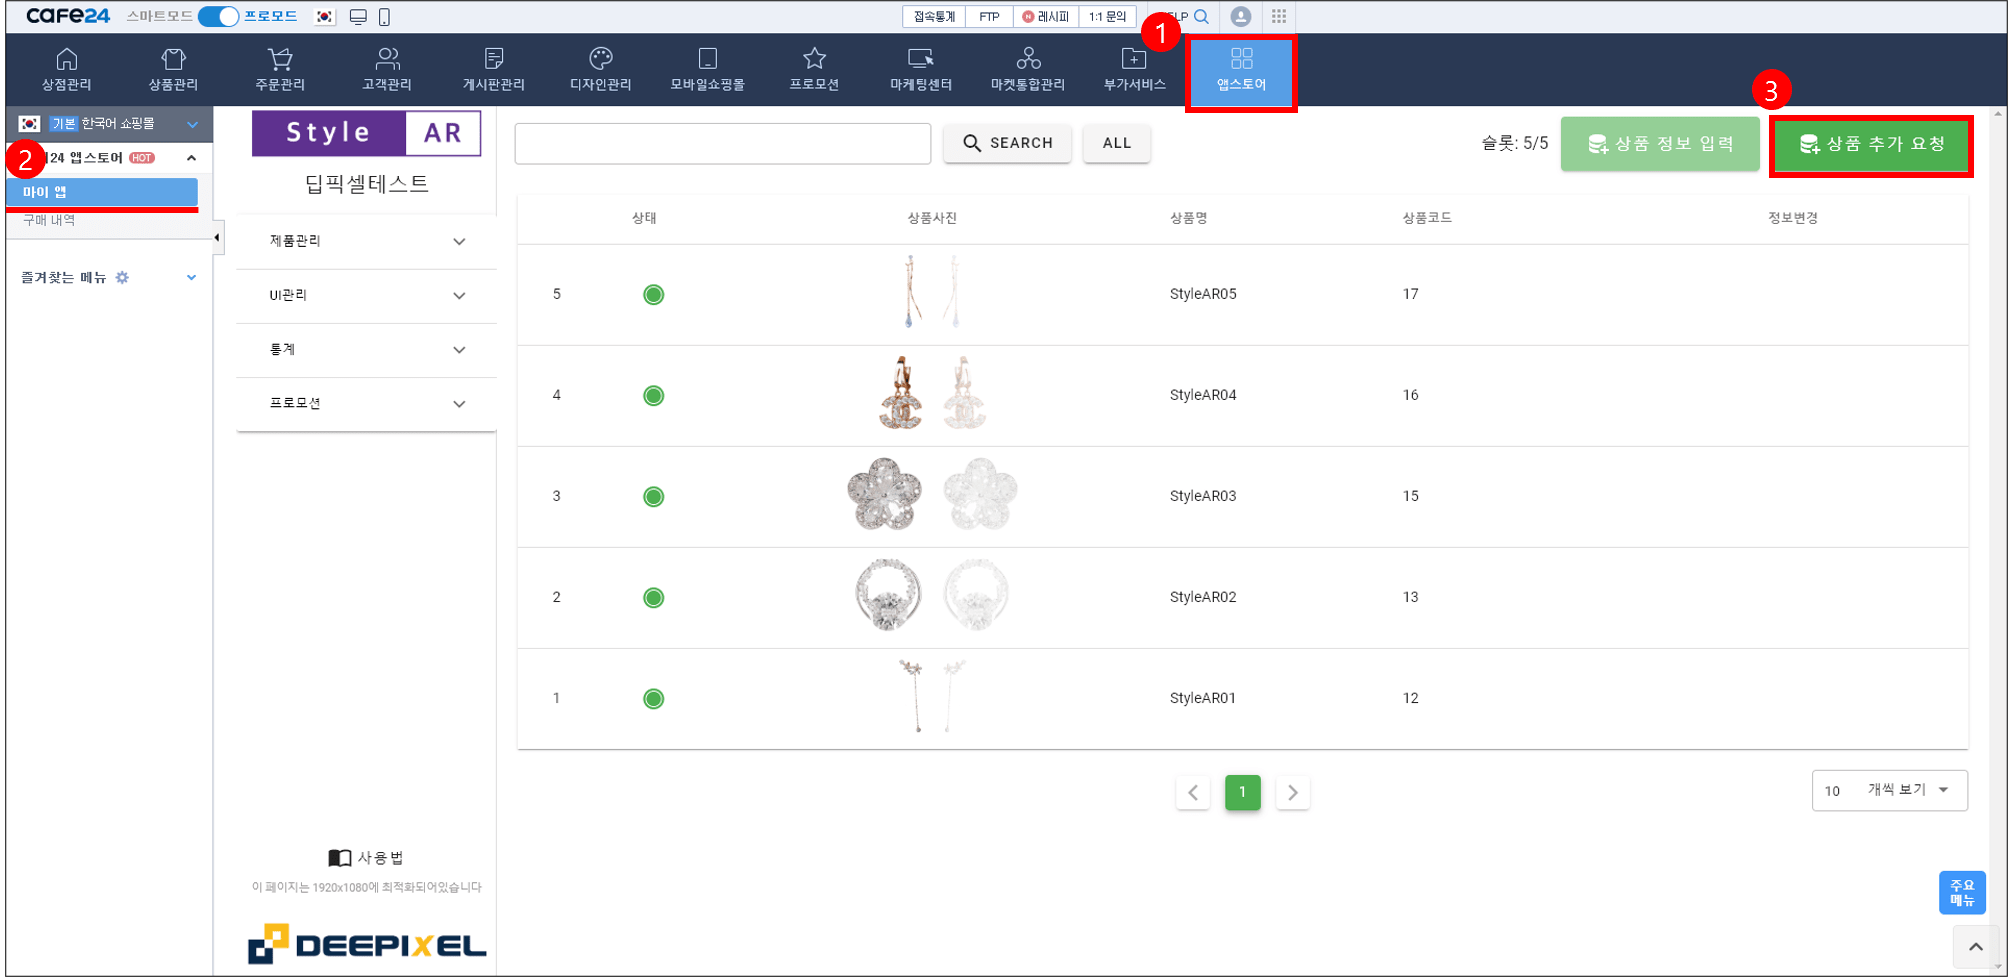 CAFE24 스마트모드 프로모드 접속통계 FTP H 레시피 1:1 문의 ELP
1
상점관리 상품관리 주문관리 고객관리 게시판관리 디자인관리 모바일쇼핑몰 프로모션 마케팅센터 마켓통합관리 부가서비스 앱스토어
3
기본 한국어 쇼핑몰
2
24 앱스토어 HOT
마이 앱
구매 내역
즐겨찾는 메뉴
Style AR
딥픽셀테스트
제품관리
UI관리
통계
프로모션
사용법
이 페이지는 1920x1080에 최적화되어있습니다
DEEPIXEL
SEARCH ALL 슬롯: 5/5 상품 정보 입력 상품 추가 요청
상태 상품사진 상품명 상품코드 정보변경
5 StyleAR05 17
4 StyleAR04 16
3 StyleAR03 15
2 StyleAR02 13
1 StyleAR01 12
1
10 개씩 보기
주요
메뉴